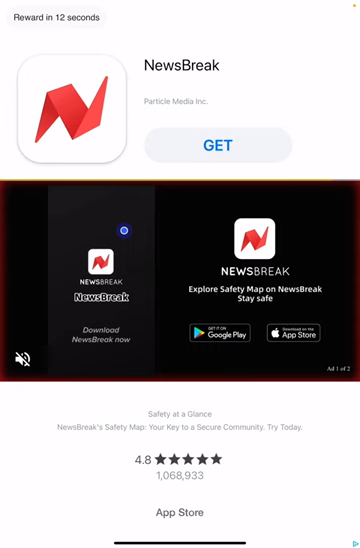 Reward in 12 seconds
NewsBreak
Particle Media Inc.
GET
NEWSBREAK
NewsBreak
Download
NewsBreak now
NEWSBREAK
Explore Safety Map on NewsBreak
Stay safe
GET IT ON
Google Play
Download on the
App Store
Ad 1 of 2
Safety at a Glance
NewsBreak's Safety Map: Your Key to a Secure Community. Try Today.
4.8 ★★★★★
1,068,933
App Store